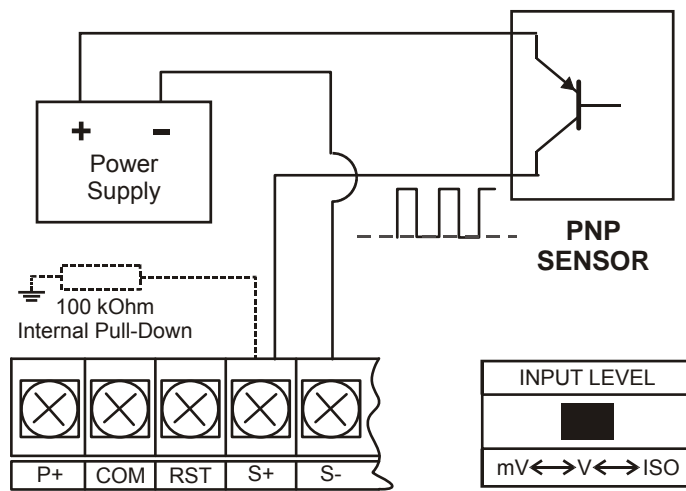 + -
Power
Supply
PNP
SENSOR
100 kOhm
Internal Pull-Down
P+ COM RST S+ S-
INPUT LEVEL
mV↔V↔ISO